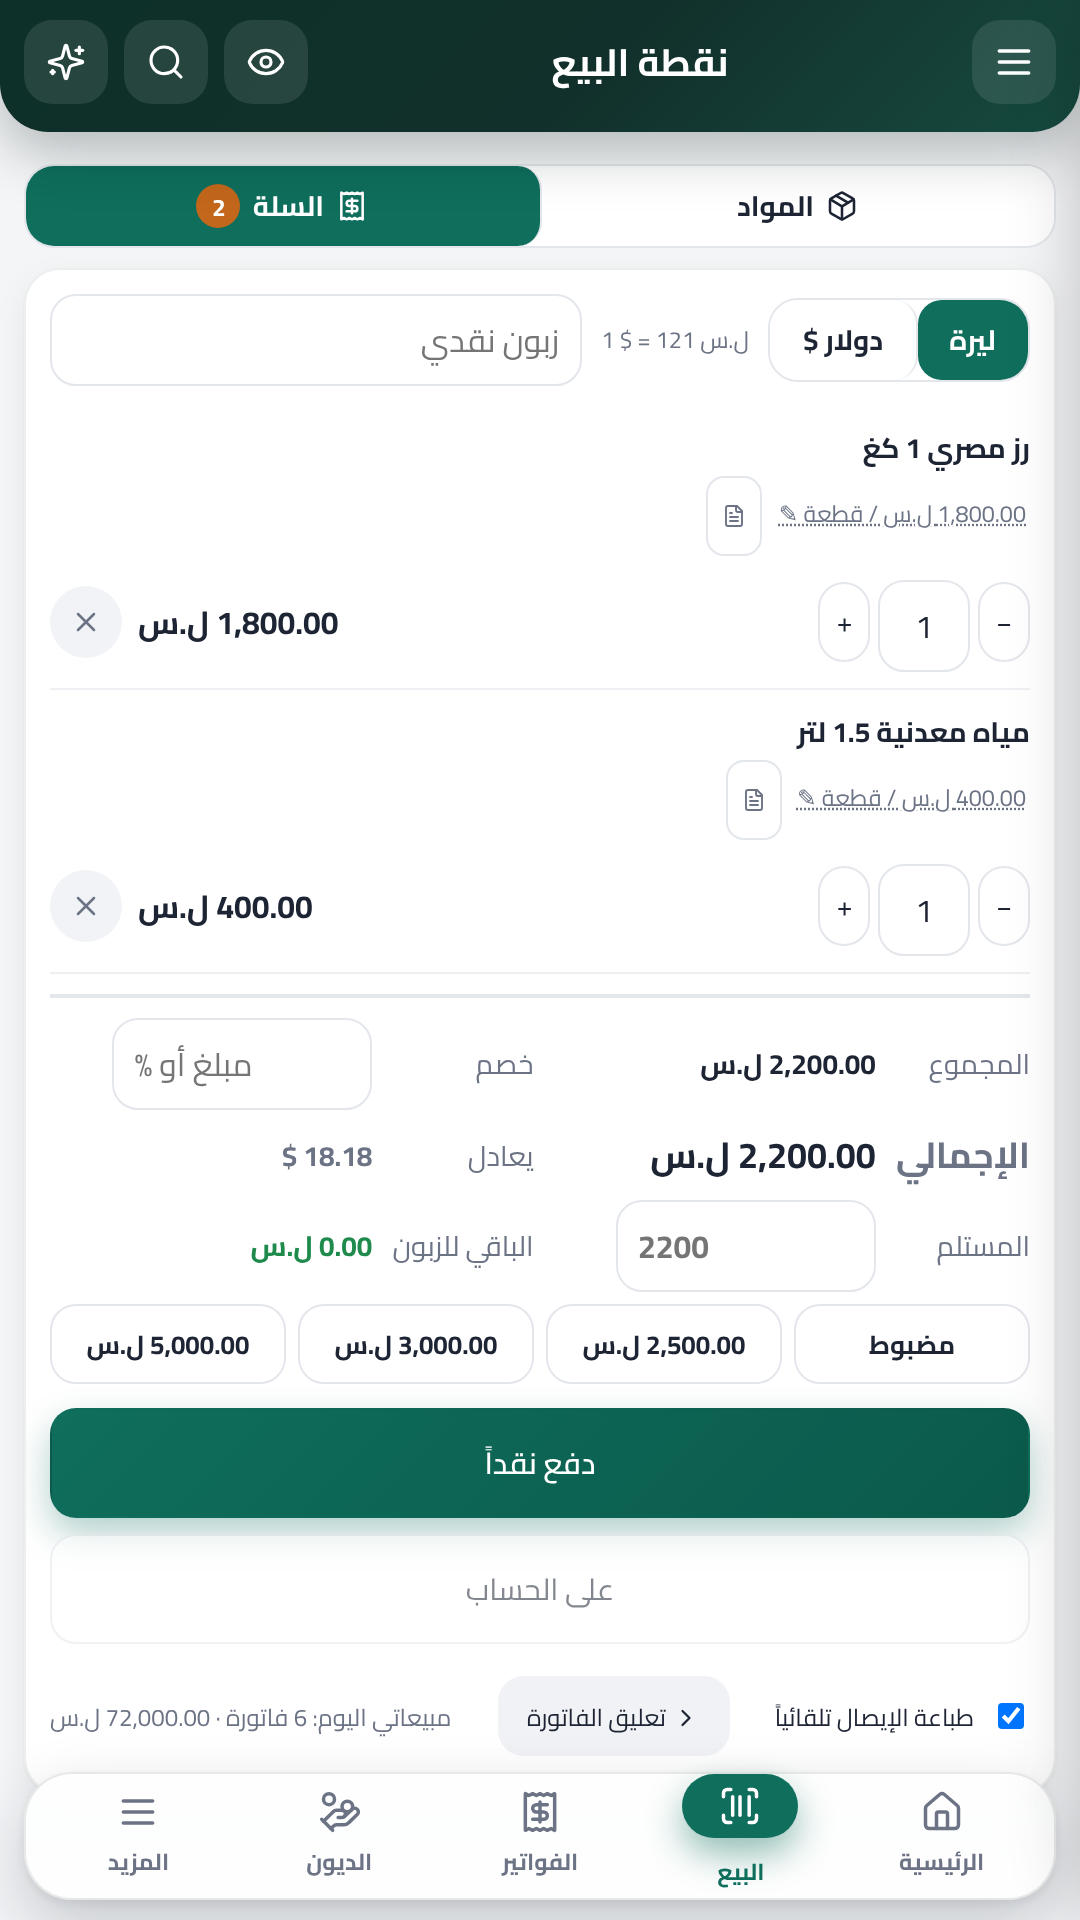 نقطة البيع
المواد
السلة 2
ليرة
دولار $
1 $ = 121 ل.س
زبون نقدي
رز مصري 1 كغ
1,800.00 ل.س / قطعة ✎
− 1 +
1,800.00 ل.س
مياه معدنية 1.5 لتر
400.00 ل.س / قطعة ✎
− 1 +
400.00 ل.س
المجموع 2,200.00 ل.س خصم مبلغ أو %
الإجمالي 2,200.00 ل.س يعادل 18.18 $
المستلم 2200 الباقي للزبون 0.00 ل.س
مضبوط 2,500.00 ل.س 3,000.00 ل.س 5,000.00 ل.س
دفع نقداً
على الحساب
طباعة الإيصال تلقائياً
تعليق الفاتورة
مبيعاتي اليوم: 6 فاتورة · 72,000.00 ل.س
الرئيسية البيع الفواتير الديون المزيد